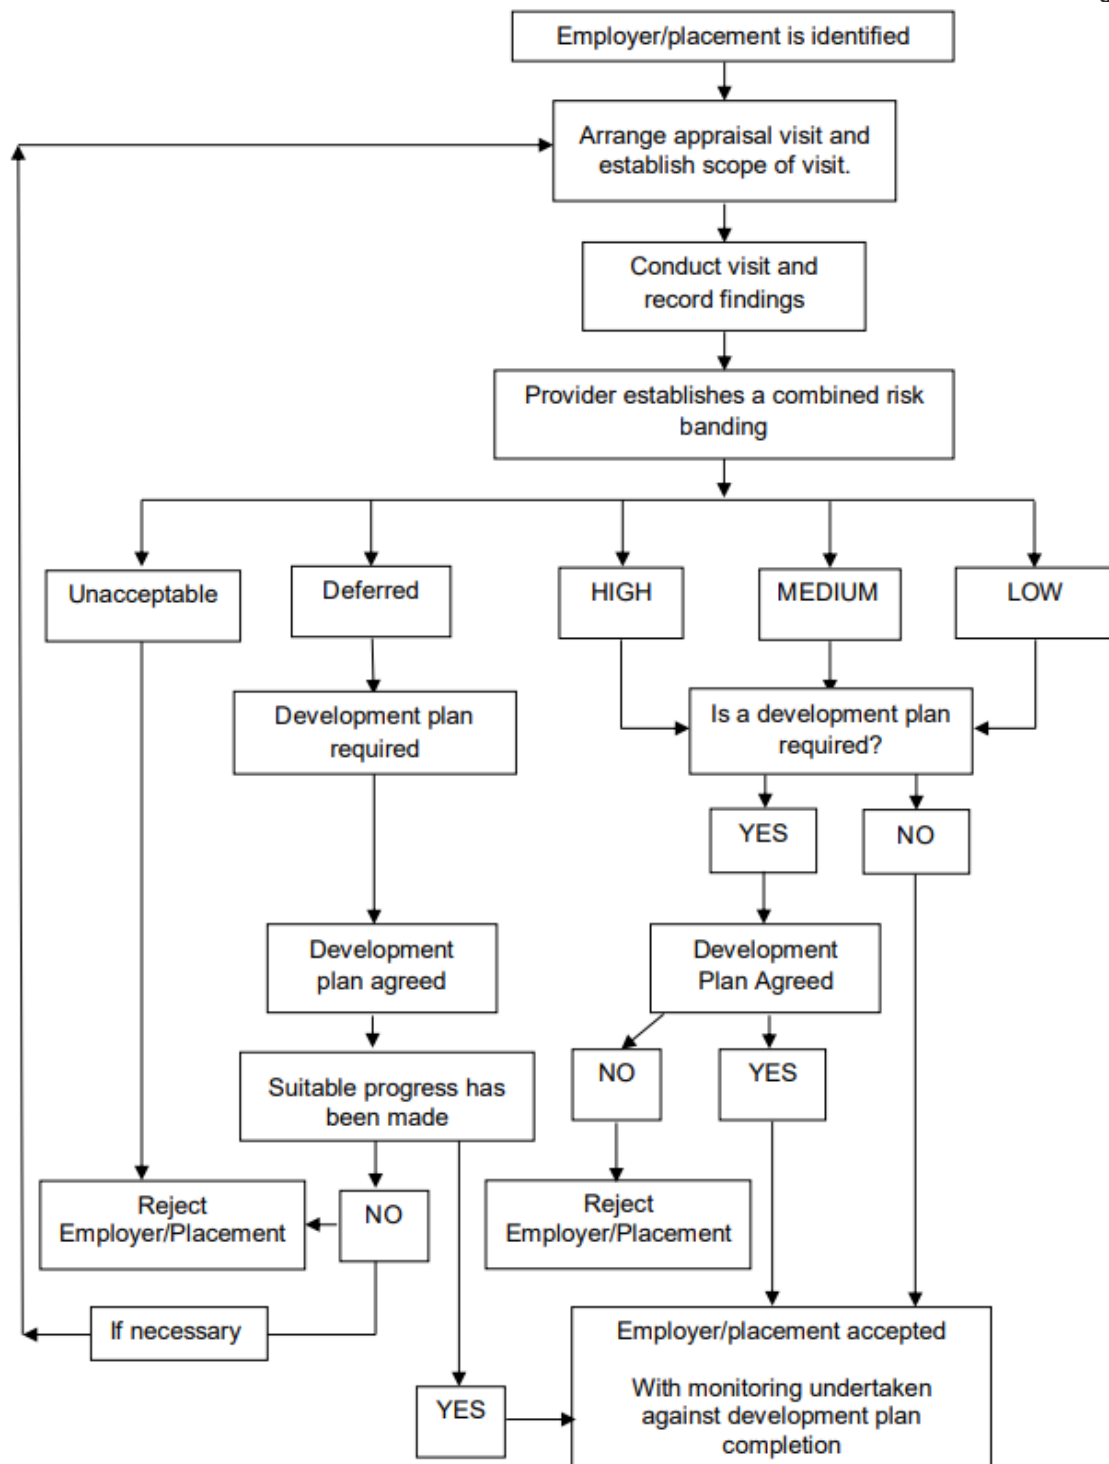 Employer/placement is identified
Arrange appraisal visit and
establish scope of visit.
Conduct visit and
record findings
Provider establishes a combined risk
banding
Unacceptable
Deferred
HIGH
MEDIUM
LOW
Development plan
required
Is a development plan
required?
YES
NO
Development
plan agreed
Development
Plan Agreed
NO
YES
Suitable progress has
been made
Reject
Employer/Placement
NO
Reject
Employer/Placement
If necessary
Employer/placement accepted
With monitoring undertaken
against development plan
completion
YES